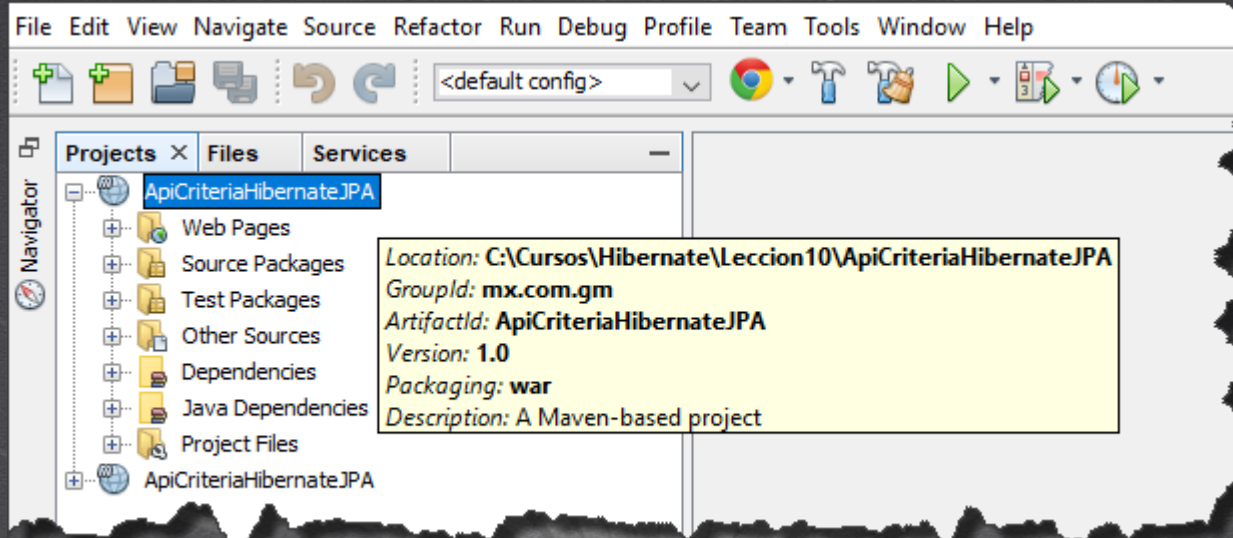 File Edit View Navigate Source Refactor Run Debug Profile Team Tools Window Help
<default config>
Projects Files Services
Navigator
ApiCriteriaHibernateJPA
Web Pages
Source Packages
Test Packages
Other Sources
Dependencies
Java Dependencies
Project Files
ApiCriteriaHibernateJPA
Location: C:\Cursos\Hibernate\Leccion10\ApiCriteriaHibernateJPA
GroupId: mx.com.gm
ArtifactId: ApiCriteriaHibernateJPA
Version: 1.0
Packaging: war
Description: A Maven-based project